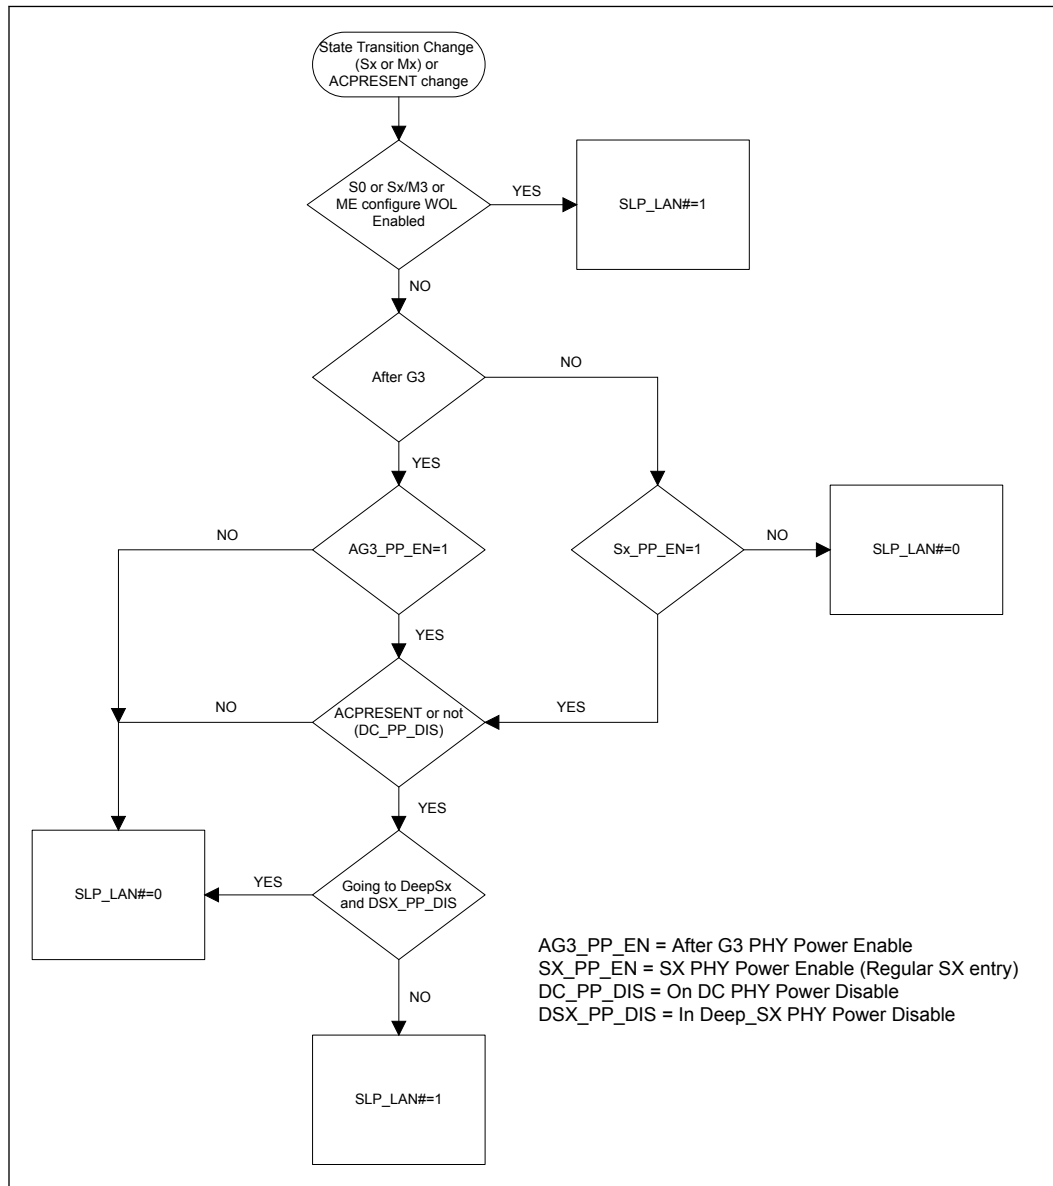 State Transition Change
(Sx or Mx) or
ACPRESENT change
S0 or Sx/M3 or
ME configure WOL
Enabled
YES
SLP_LAN#=1
NO
After G3
NO
YES
NO
AG3_PP_EN=1
Sx_PP_EN=1
NO
SLP_LAN#=0
YES
NO
ACPRESENT or not
(DC_PP_DIS)
YES
YES
SLP_LAN#=0
YES
Going to DeepSx
and DSX_PP_DIS
AG3_PP_EN = After G3 PHY Power Enable
SX_PP_EN = SX PHY Power Enable (Regular SX entry)
DC_PP_DIS = On DC PHY Power Disable
DSX_PP_DIS = In Deep_SX PHY Power Disable
NO
SLP_LAN#=1